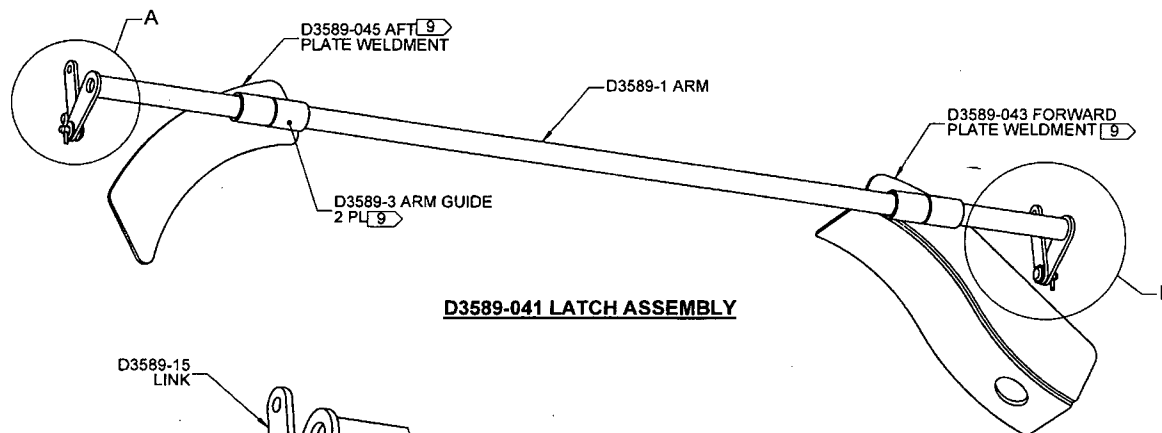 A
D3589-045 AFT 9
PLATE WELDMENT
D3589-1 ARM
D3589-043 FORWARD
PLATE WELDMENT 9
D3589-3 ARM GUIDE
2 PL 9
D3589-041 LATCH ASSEMBLY
D3589-15
LINK